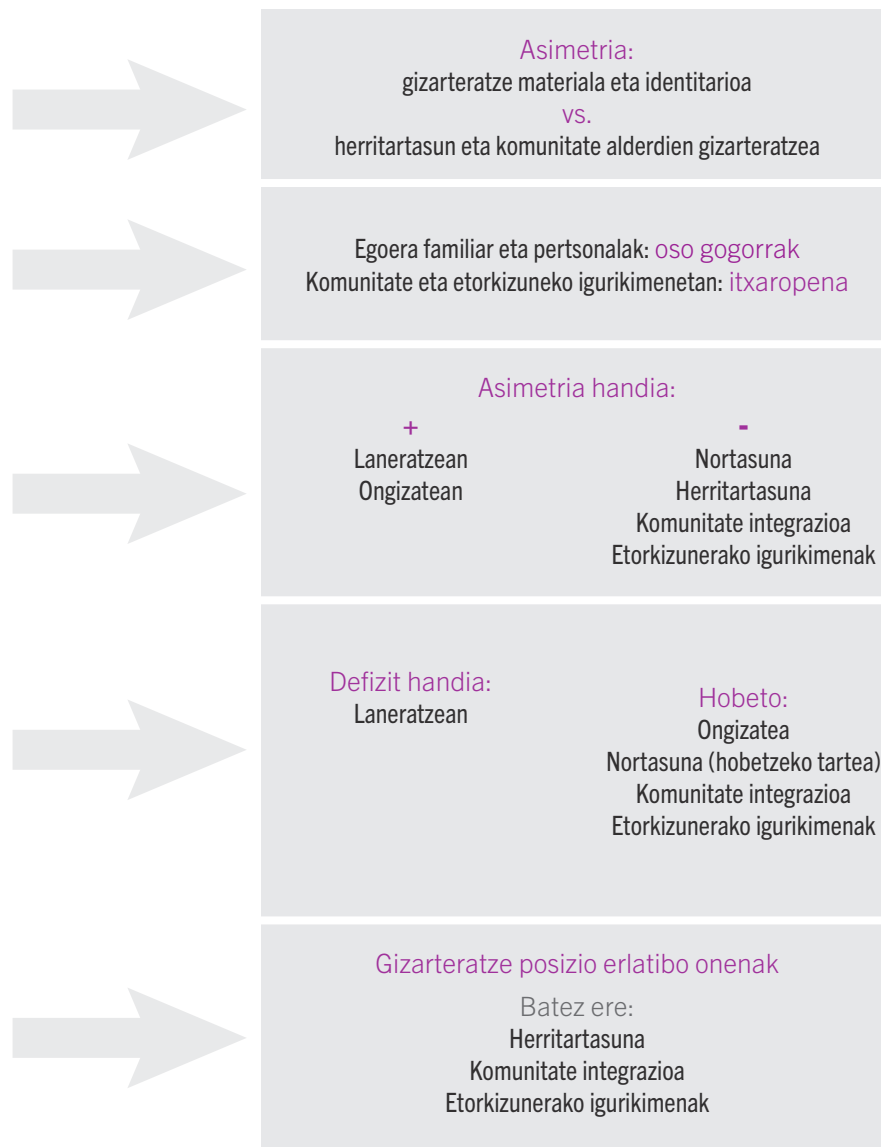 Asimetria:
gizarteratze materiala eta identitarioa
vs.
herritartasun eta komunitate alderdien gizarteratzea
Egoera familiar eta pertsonalak: oso gogorrak
Komunitate eta etorkizuneko igurikimenetan: itxaropena
Asimetria handia:
+
Laneratzean
Ongizatean
-
Nortasuna
Herritartasuna
Komunitate integrazioa
Etorkizunerako igurikimenak
Defizit handia:
Laneratzean
Hobeto:
Ongizatea
Nortasuna (hobetzeko tartea)
Komunitate integrazioa
Etorkizunerako igurikimenak
Gizarteratze posizio erlatibo onenak
Batez ere:
Herritartasuna
Komunitate integrazioa
Etorkizunerako igurikimenak